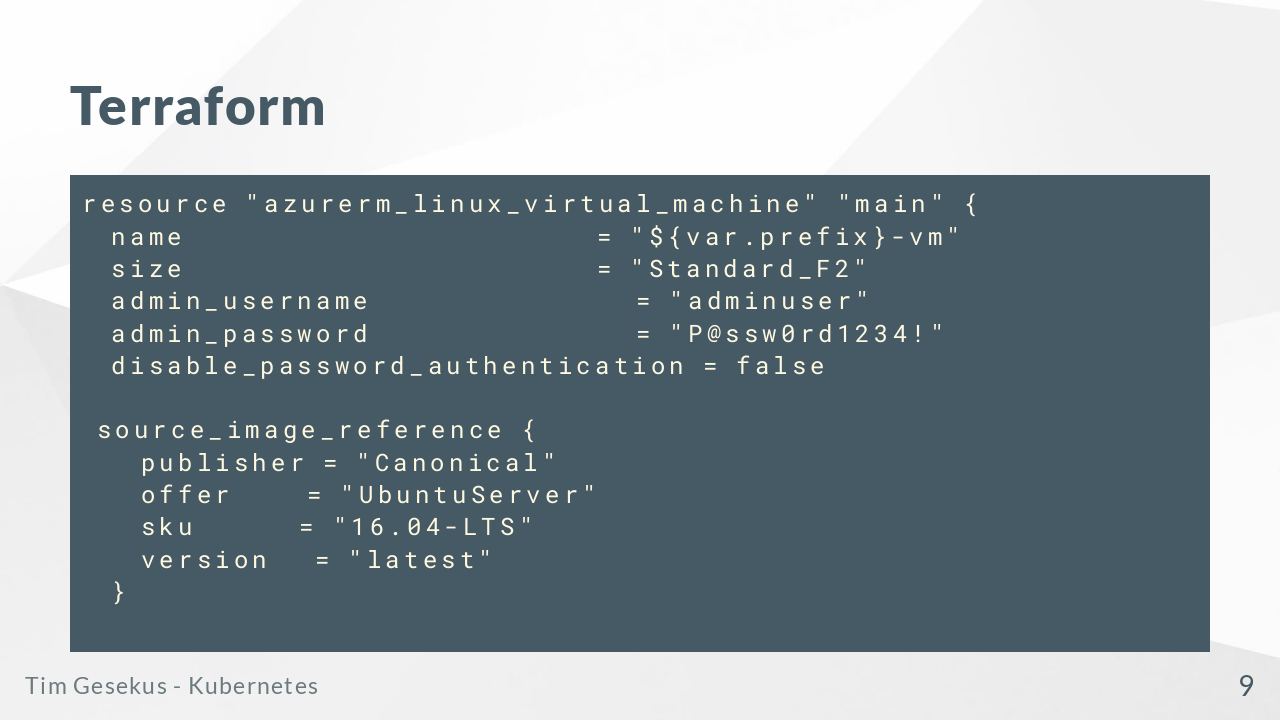 Terraform
resource "azurerm_linux_virtual_machine" "main" {
name = "${var.prefix}-vm"
size = "Standard_F2"
admin_username = "adminuser"
admin_password = "P@ssw0rd1234!"
disable_password_authentication = false
source_image_reference {
publisher = "Canonical"
offer = "UbuntuServer"
sku = "16.04-LTS"
version = "latest"
}
Tim Gesekus - Kubernetes
9